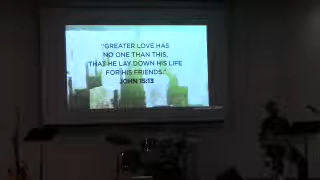 "GREATER LOVE HAS
NO ONE THAN THIS,
THAT HE LAY DOWN HIS LIFE
FOR HIS FRIENDS."
JOHN 15:13